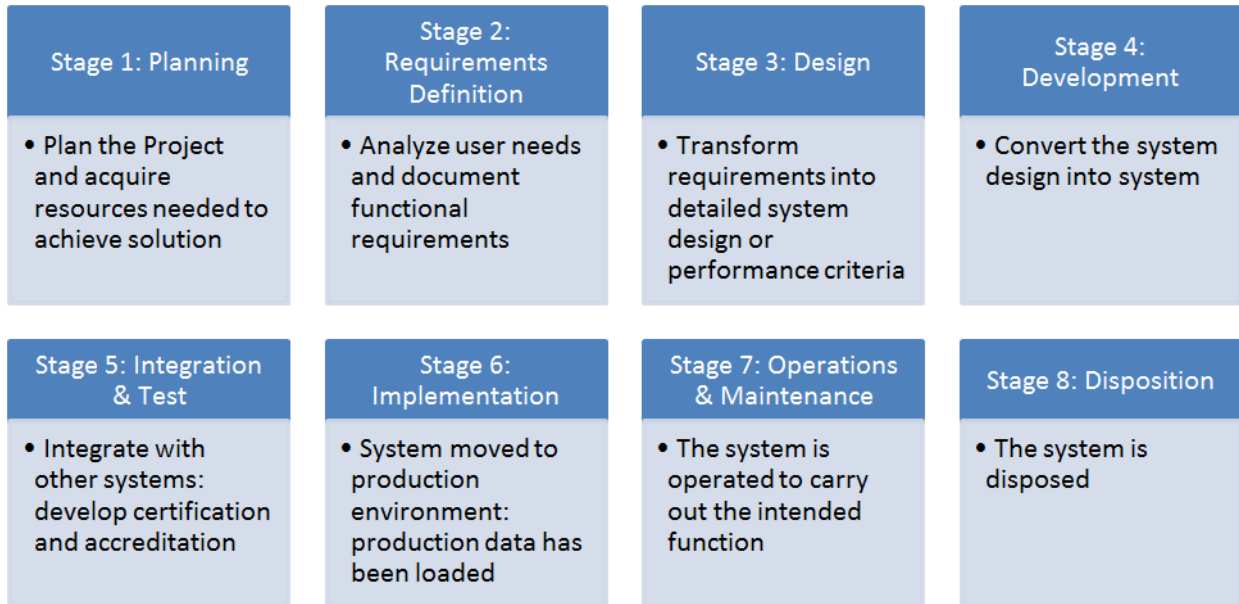 Stage 1: Planning
• Plan the Project
and acquire
resources needed to
achieve solution
Stage 2:
Requirements
Definition
• Analyze user needs
and document
functional
requirements
Stage 3: Design
• Transform
requirements into
detailed system
design or
performance criteria
Stage 4:
Development
• Convert the system
design into system
Stage 5: Integration
& Test
• Integrate with
other systems:
develop certification
and accreditation
Stage 6:
Implementation
• System moved to
production
environment:
production data has
been loaded
Stage 7: Operations
& Maintenance
• The system is
operated to carry
out the intended
function
Stage 8: Disposition
• The system is
disposed